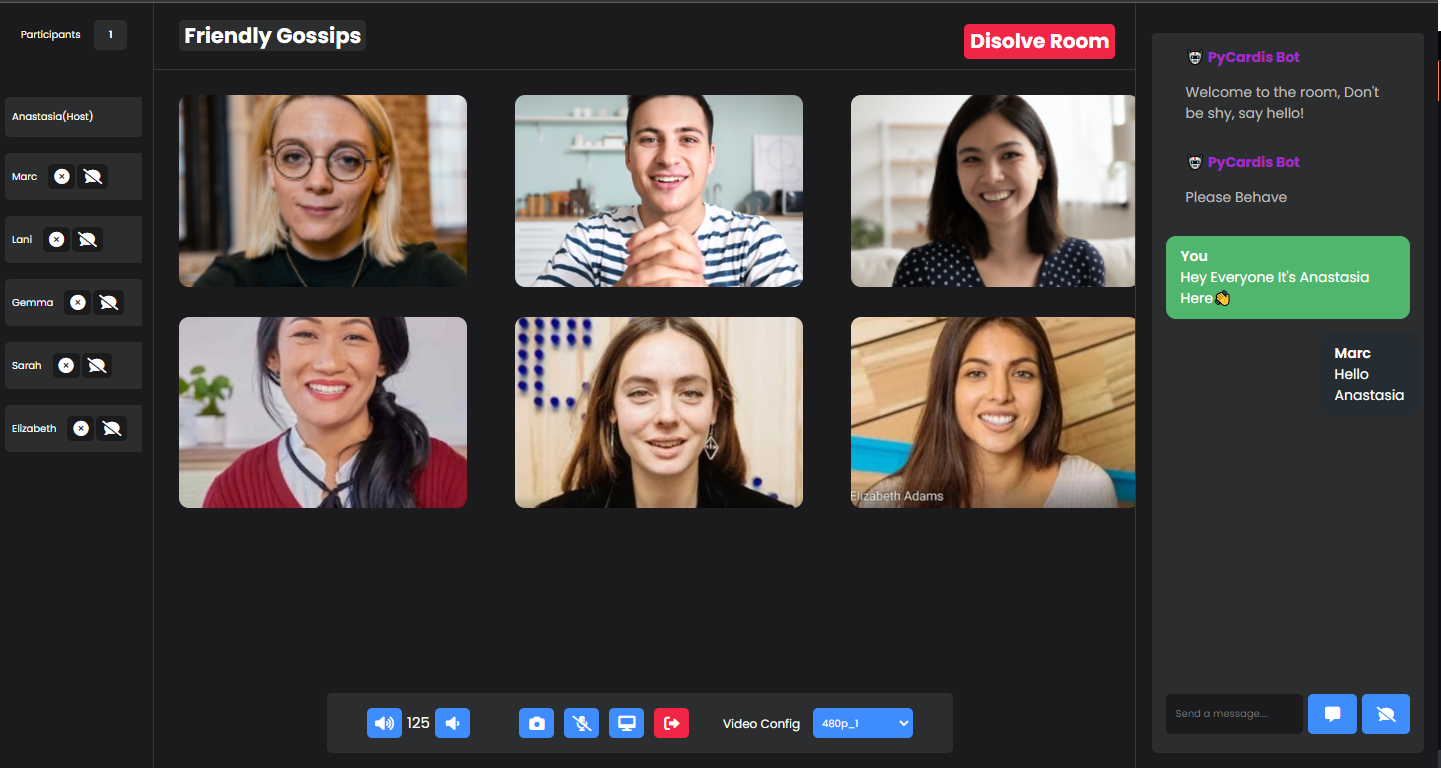 Participants 1
Anastasia(Host)
Marc
Lani
Gemma
Sarah
Elizabeth
Friendly Gossips
Disolve Room
Elizabeth Adams
125
Video Config
480p_1
PyCardis Bot
Welcome to the room, Don't
be shy, say hello!
PyCardis Bot
Please Behave
You
Hey Everyone It's Anastasia
Here👏
Marc
Hello
Anastasia
Send a message....